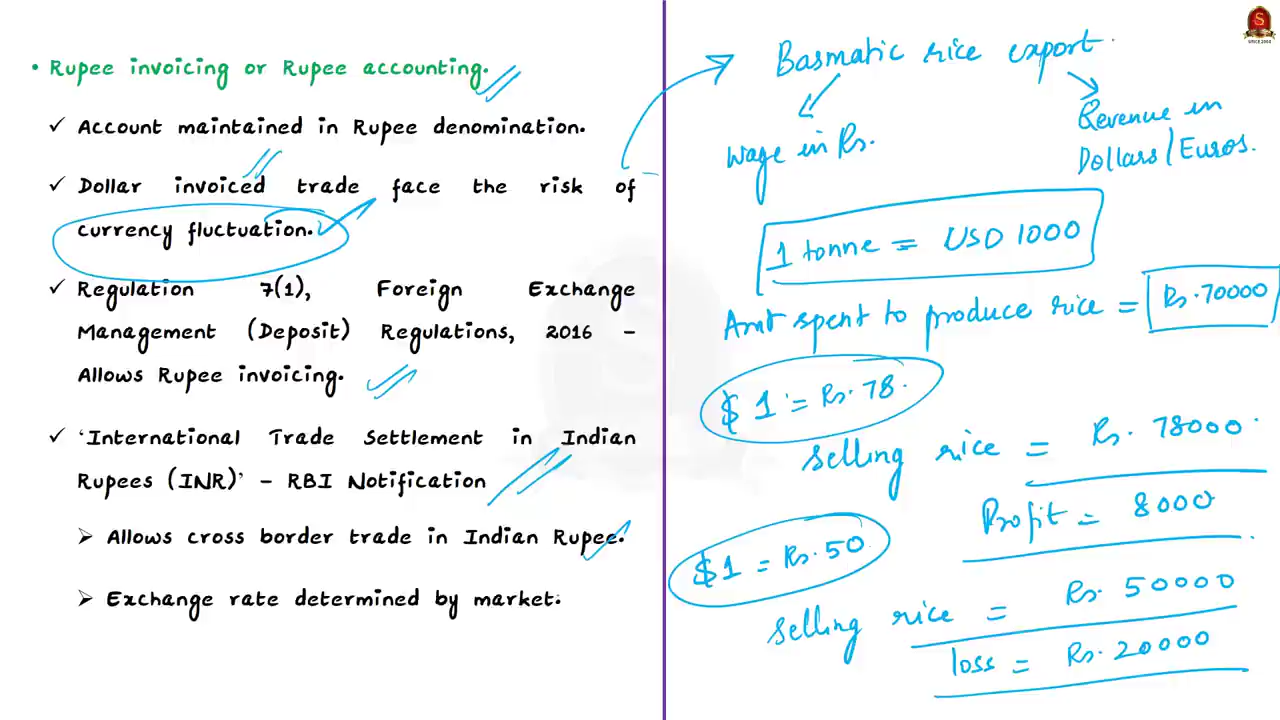 • Rupee invoicing or Rupee accounting.
✓ Account maintained in Rupee denomination.
✓ Dollar invoiced trade face the risk of
currency fluctuation.
✓ Regulation 7(1), Foreign Exchange
Management (Deposit) Regulations, 2016 –
Allows Rupee invoicing.
✓ 'International Trade Settlement in Indian
Rupees (INR)' – RBI Notification
➢ Allows cross border trade in Indian Rupee.
➢ Exchange rate determined by market.
Basmatic rice export.
Wage in Rs.
Revenue in
Dollars/Euros.
1 tonne = USD 1000
Amt spent to produce rice = Rs. 70000
$ 1 = Rs. 78.
selling rice = Rs. 78000.
Profit = 8000
$1 = Rs. 50.
selling rice = Rs. 50000
loss = Rs. 20000
S
SINCE 2004